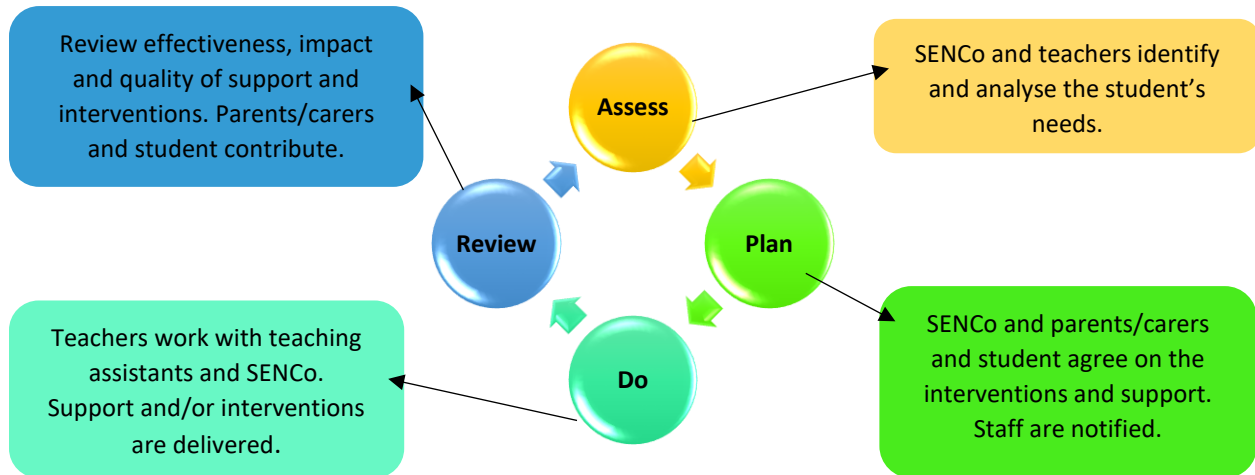 Review effectiveness, impact
and quality of support and
interventions. Parents/carers
and student contribute.
Assess
SENCo and teachers identify
and analyse the student’s
needs.
Review
Plan
Teachers work with teaching
assistants and SENCo.
Support and/or interventions
are delivered.
Do
SENCo and parents/carers
and student agree on the
interventions and support.
Staff are notified.